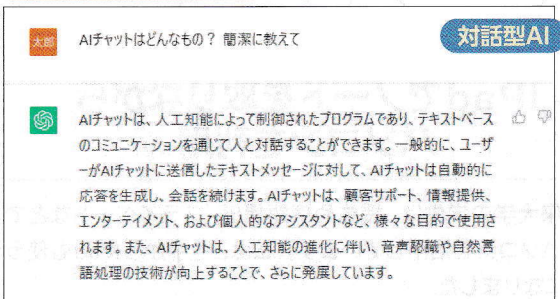 対話型AI
太郎
AIチャットはどんなもの？ 簡潔に教えて
AIチャットは、人工知能によって制御されたプログラムであり、テキストベース
のコミュニケーションを通じて人と対話することができます。一般的に、ユーザ
ーがAIチャットに送信したテキストメッセージに対して、AIチャットは自動的に
応答を生成し、会話を続けます。AIチャットは、顧客サポート、情報提供、
エンターテイメント、および個人的なアシスタントなど、様々な目的で使用さ
れます。また、AIチャットは、人工知能の進化に伴い、音声認識や自然言
語処理の技術が向上することで、さらに発展しています。